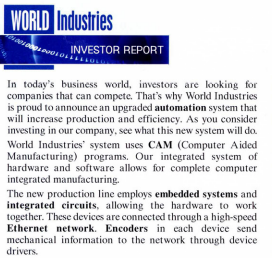 WORLD Industries
INVESTOR REPORT
In today's business world, investors are looking for
companies that can compete. That's why World Industries
is proud to announce an upgraded automation system that
will increase production and efficiency. As you consider
investing in our company, see what this new system will do.
World Industries' system uses CAM (Computer Aided
Manufacturing) programs. Our integrated system of
hardware and software allows for complete computer
integrated manufacturing.
The new production line employs embedded systems and
integrated circuits, allowing the hardware to work
together. These devices are connected through a high-speed
Ethernet network. Encoders in each device send
mechanical information to the network through device
drivers.